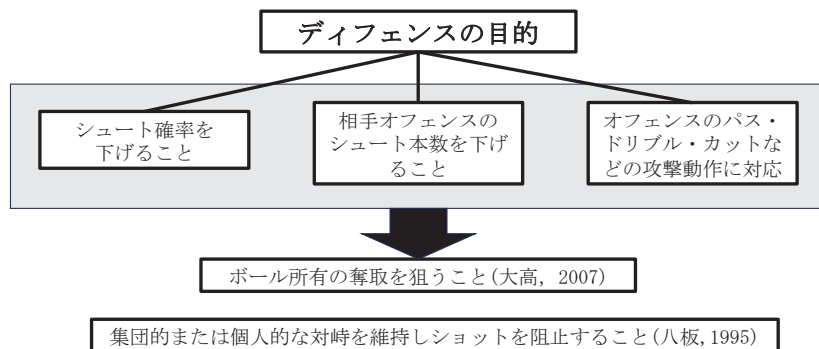 ディフェンスの目的
シュート確率を
下げること
相手オフェンスの
シュート本数を下げ
ること
オフェンスのパス・
ドリブル・カットな
どの攻撃動作に対応
ボール所有の奪取を狙うこと(大高, 2007)
集団的または個人的な対峙を維持しショットを阻止すること(八板,1995)